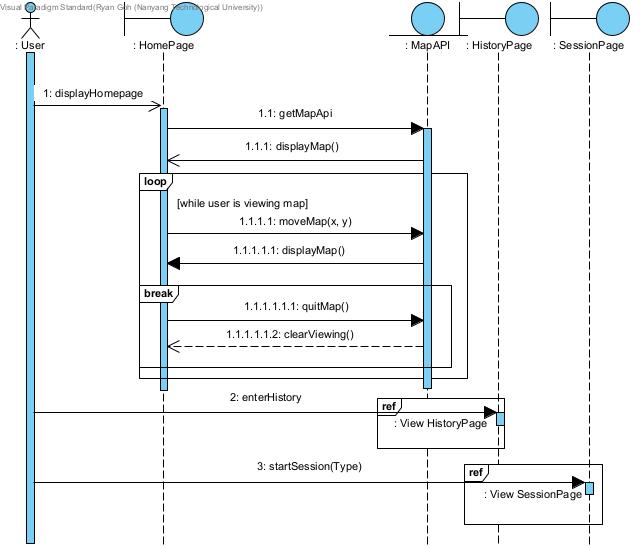 Visual Paradigm Standard(Ryan Goh (Nanyang Technological University))
: User
: HomePage
: MapAPI
: HistoryPage
: SessionPage
1: displayHomepage
1.1: getMapApi
1.1.1: displayMap()
loop
[while user is viewing map]
1.1.1.1: moveMap(x, y)
1.1.1.1.1: displayMap()
break
1.1.1.1.1.1: quitMap()
1.1.1.1.1.2: clearViewing()
2: enterHistory
ref
: View HistoryPage
3: startSession(Type)
ref
: View SessionPage